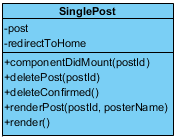 SinglePost
-post
-redirectToHome
+componentDidMount(postId)
+deletePost(postId)
+deleteConfirmed()
+renderPost(postId, posterName)
+render()